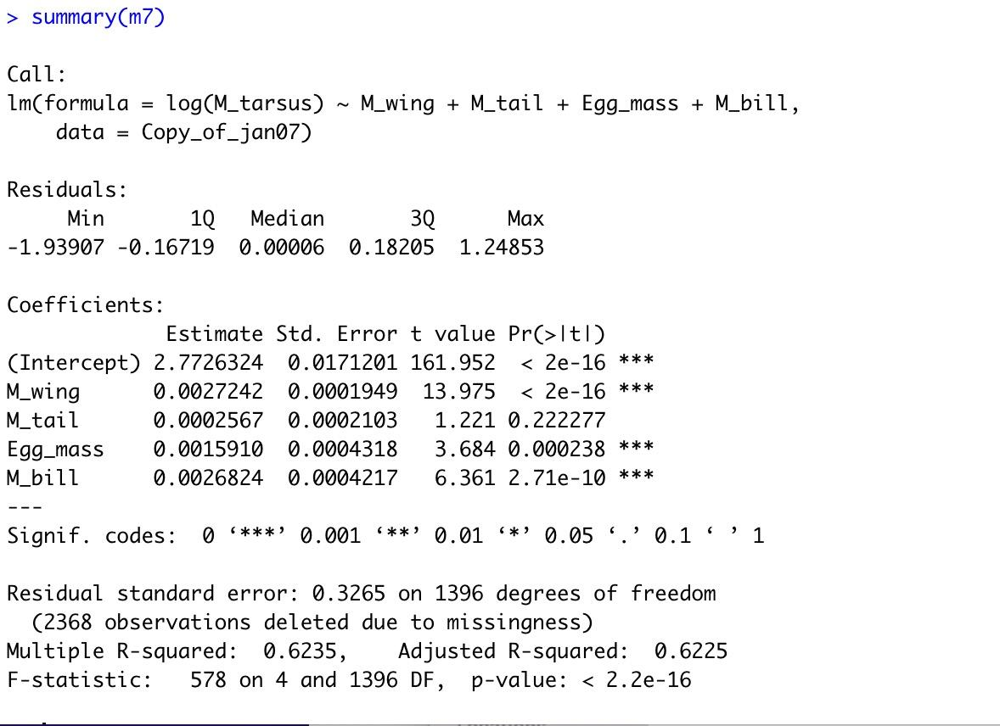 > summary(m7)
Call:
lm(formula = log(M_tarsus) ~ M_wing + M_tail + Egg_mass + M_bill,
    data = Copy_of_jan07)
Residuals:
     Min       1Q   Median       3Q      Max
-1.93907 -0.16719  0.00006  0.18205  1.24853
Coefficients:
             Estimate Std. Error t value Pr(>|t|)
(Intercept) 2.7726324  0.0171201 161.952  < 2e-16 ***
M_wing      0.0027242  0.0001949  13.975  < 2e-16 ***
M_tail      0.0002567  0.0002103   1.221 0.222277
Egg_mass    0.0015910  0.0004318   3.684 0.000238 ***
M_bill      0.0026824  0.0004217   6.361 2.71e-10 ***
---
Signif. codes:  0 ‘***’ 0.001 ‘**’ 0.01 ‘*’ 0.05 ‘.’ 0.1 ‘ ’ 1
Residual standard error: 0.3265 on 1396 degrees of freedom
  (2368 observations deleted due to missingness)
Multiple R-squared:  0.6235,	Adjusted R-squared:  0.6225
F-statistic:   578 on 4 and 1396 DF,  p-value: < 2.2e-16